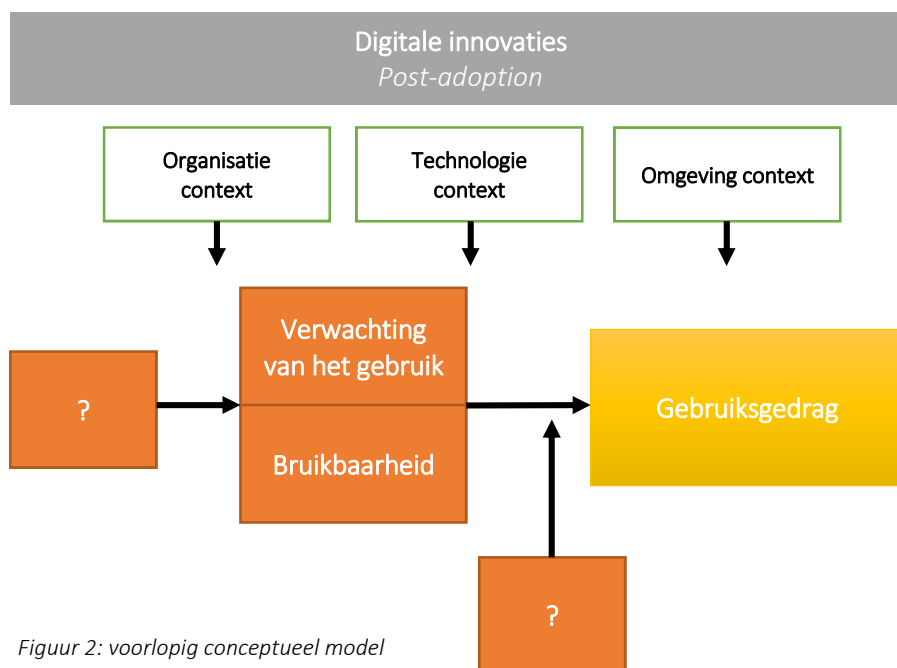 Digitale innovaties
Post-adoption
Organisatie
context
Technologie
context
Omgeving context
Verwachting
van het gebruik
?
Gebruiksgedrag
Bruikbaarheid
?
Figuur 2: voorlopig conceptueel model